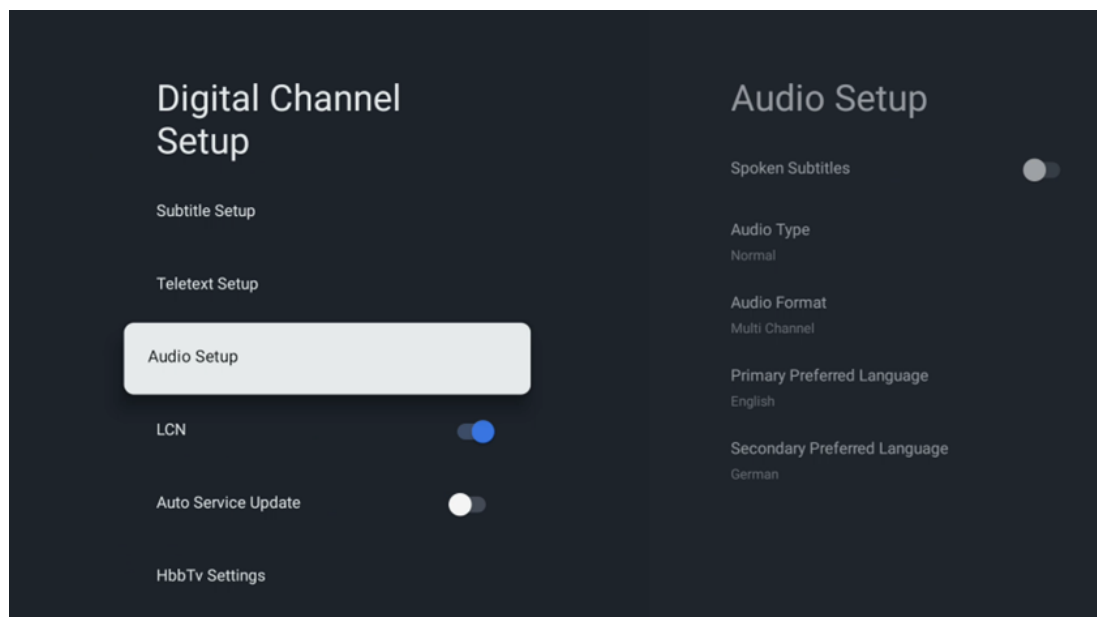 Digital Channel
Setup
Subtitle Setup
Teletext Setup
Audio Setup
LCN
Auto Service Update
HbbTv Settings
Audio Setup
Spoken Subtitles
Audio Type
Normal
Audio Format
Multi Channel
Primary Preferred Language
English
Secondary Preferred Language
German